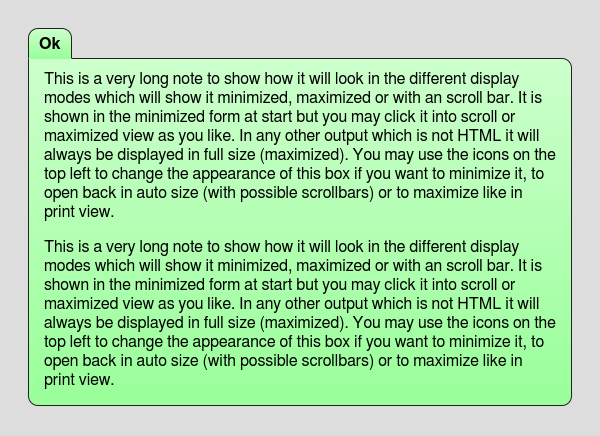 Ok
This is a very long note to show how it will look in the different display
modes which will show it minimized, maximized or with an scroll bar. It is
shown in the minimized form at start but you may click it into scroll or
maximized view as you like. In any other output which is not HTML it will
always be displayed in full size (maximized). You may use the icons on the
top left to change the appearance of this box if you want to minimize it, to
open back in auto size (with possible scrollbars) or to maximize like in
print view.
This is a very long note to show how it will look in the different display
modes which will show it minimized, maximized or with an scroll bar. It is
shown in the minimized form at start but you may click it into scroll or
maximized view as you like. In any other output which is not HTML it will
always be displayed in full size (maximized). You may use the icons on the
top left to change the appearance of this box if you want to minimize it, to
open back in auto size (with possible scrollbars) or to maximize like in
print view.